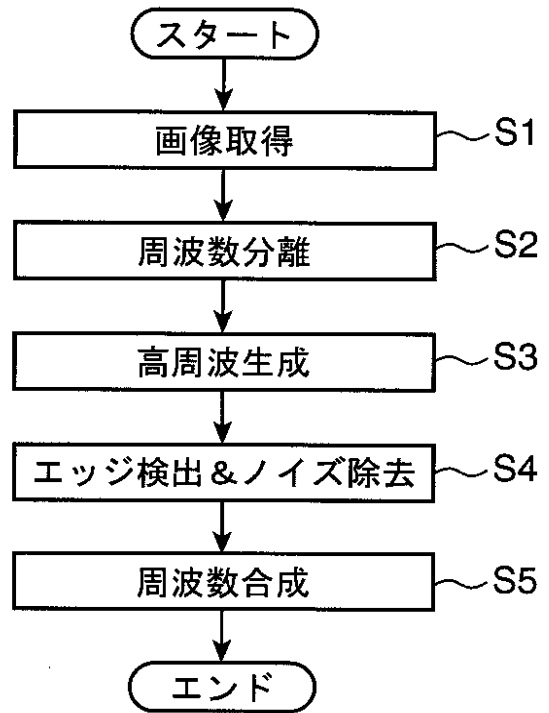 スタート
画像取得 S1
周波数分離 S2
高周波生成 S3
エッジ検出&ノイズ除去 S4
周波数合成 S5
エンド